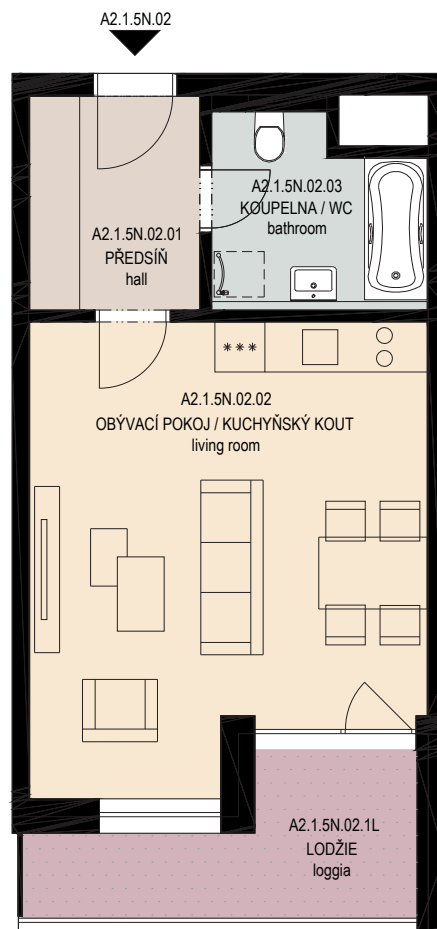 A2.1.5N.02
A2.1.5N.02.03
KOUPELNA / WC
bathroom
A2.1.5N.02.01
PŘEDSÍŇ
hall
***
A2.1.5N.02.02
OBÝVACÍ POKOJ / KUCHYŇSKÝ KOUT
living room
A2.1.5N.02.1L
LODŽIE
loggia